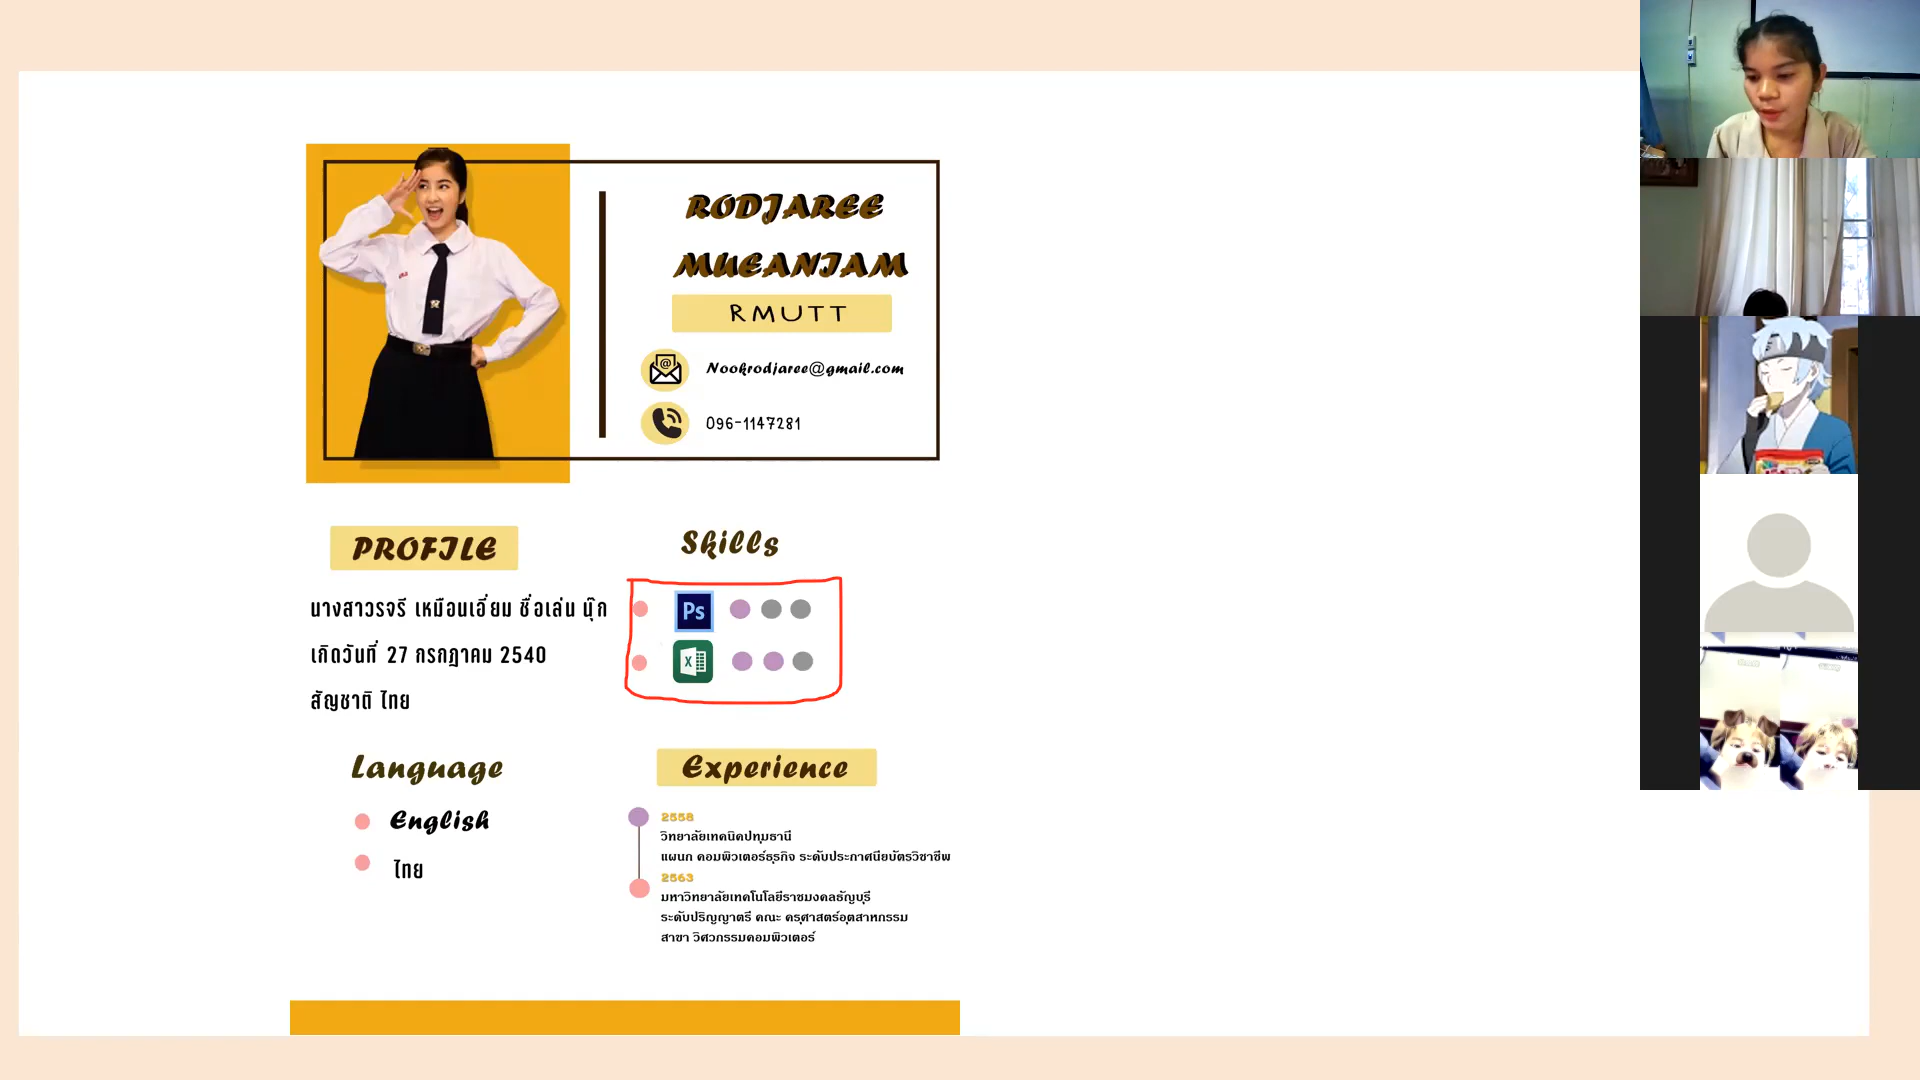 RODJAREE
MUEANIAM
RMUTT
Nookrodjaree@gmail.com
096-1147281
PROFILE
นางสาวรจรี เหมือนเอี่ยม ชื่อเล่น นุ๊ก
เกิดวันที่ 27 กรกฎาคม 2540
สัญชาติ ไทย
Skills
Ps
X
Language
English
ไทย
Experience
2558
วิทยาลัยเทคนิคปทุมธานี
แผนก คอมพิวเตอร์ธุรกิจ ระดับประกาศนียบัตรวิชาชีพ
2563
มหาวิทยาลัยเทคโนโลยีราชมงคลธัญบุรี
ระดับปริญญาตรี คณะ ครุศาสตร์อุตสาหกรรม
สาขา วิศวกรรมคอมพิวเตอร์